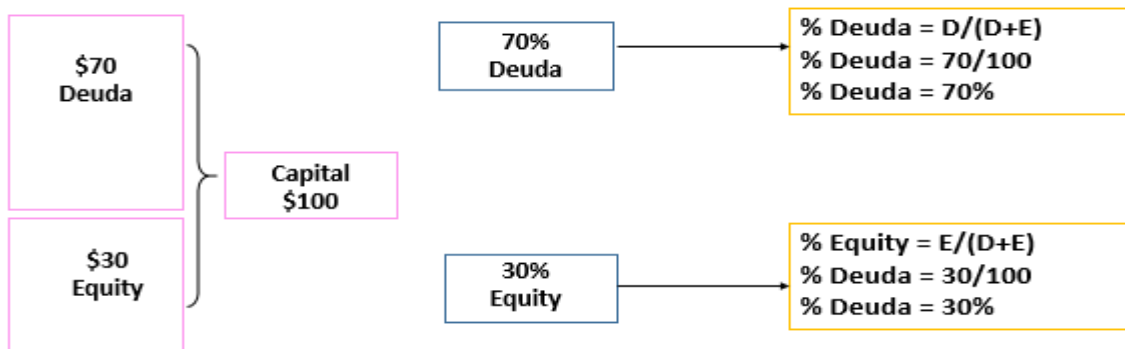 $70
Deuda
$30
Equity
Capital
$100
70%
Deuda
% Deuda = D/(D+E)
% Deuda = 70/100
% Deuda = 70%
30%
Equity
% Equity = E/(D+E)
% Deuda = 30/100
% Deuda = 30%